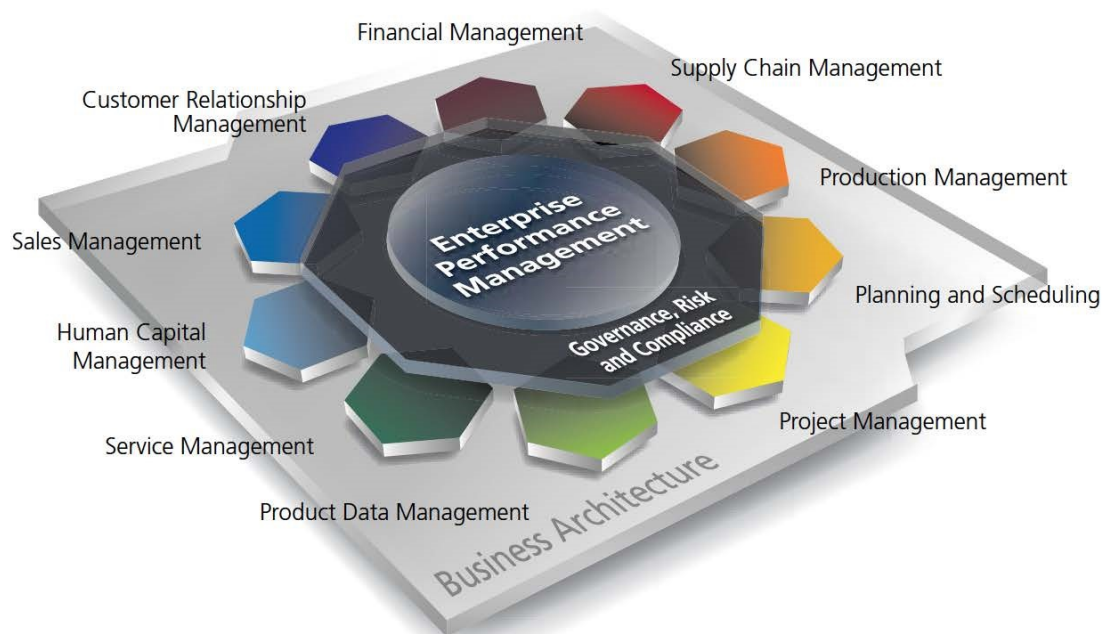 Financial Management
Supply Chain Management
Customer Relationship
Management
Production Management
Enterprise
Performance
Management
Sales Management
Planning and Scheduling
Governance, Risk
and Compliance
Human Capital
Management
Project Management
Service Management
Product Data Management
Business Architecture